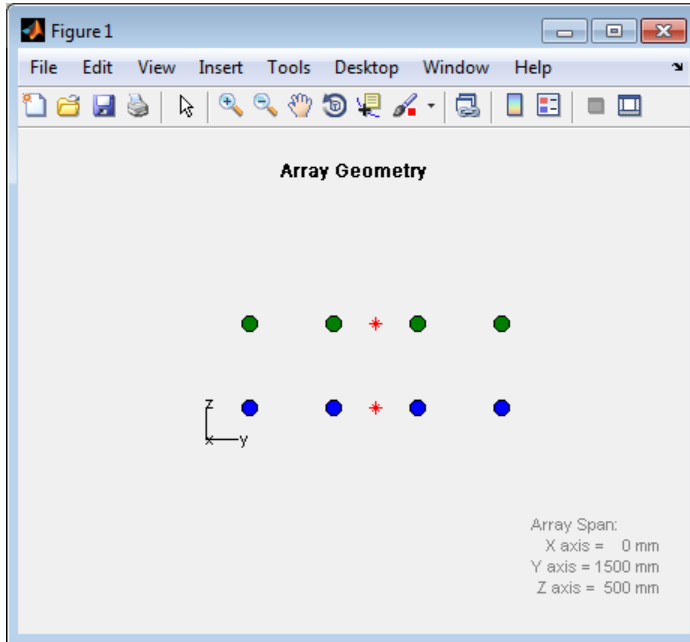 Figure 1
File Edit View Insert Tools Desktop Window Help
Array Geometry
Z
X
y
Array Span:
X axis = 0 mm
Y axis = 1500 mm
Z axis = 500 mm